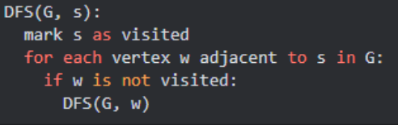 DFS(G, s):
  mark s as visited
  for each vertex w adjacent to s in G:
    if w is not visited:
      DFS(G, w)